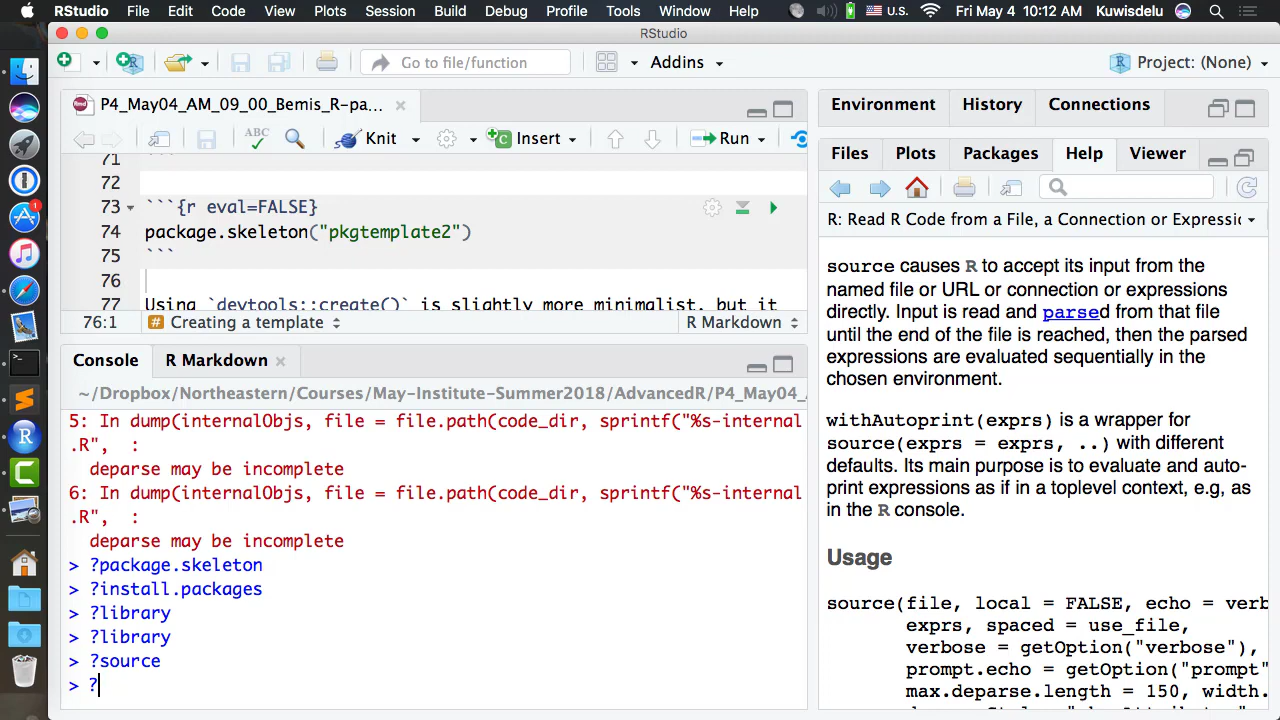 RStudio File Edit Code View Plots Session Build Debug Profile Tools Window Help U.S. Fri May 4 10:12 AM Kuwisdelu
RStudio
Go to file/function Addins Project: (None)
P4_May04_AM_09_00_Bemis_R-pa...
ABC Knit Insert Run
71 ```
72
73 ```{r eval=FALSE}
74 package.skeleton("pkgtemplate2")
75 ```
76
77 Using `devtools::create()` is slightly more minimalist, but it
76:1 # Creating a template R Markdown
Console R Markdown
~/Dropbox/Northeastern/Courses/May-Institute-Summer2018/AdvancedR/P4_May04_
5: In dump(internalObjs, file = file.path(code_dir, sprintf("%s-internal
.R", :
deparse may be incomplete
6: In dump(internalObjs, file = file.path(code_dir, sprintf("%s-internal
.R", :
deparse may be incomplete
> ?package.skeleton
> ?install.packages
> ?library
> ?library
> ?source
> ?
Environment History Connections
Files Plots Packages Help Viewer
R: Read R Code from a File, a Connection or Expressic
source causes R to accept its input from the
named file or URL or connection or expressions
directly. Input is read and parsed from that file
until the end of the file is reached, then the parsed
expressions are evaluated sequentially in the
chosen environment.
withAutoprint(exprs) is a wrapper for
source(exprs = exprs, ..) with different
defaults. Its main purpose is to evaluate and auto-
print expressions as if in a toplevel context, e.g, as
in the R console.
Usage
source(file, local = FALSE, echo = verb
exprs, spaced = use_file,
verbose = getOption("verbose"),
prompt.echo = getOption("prompt"
max.deparse.length = 150, width.